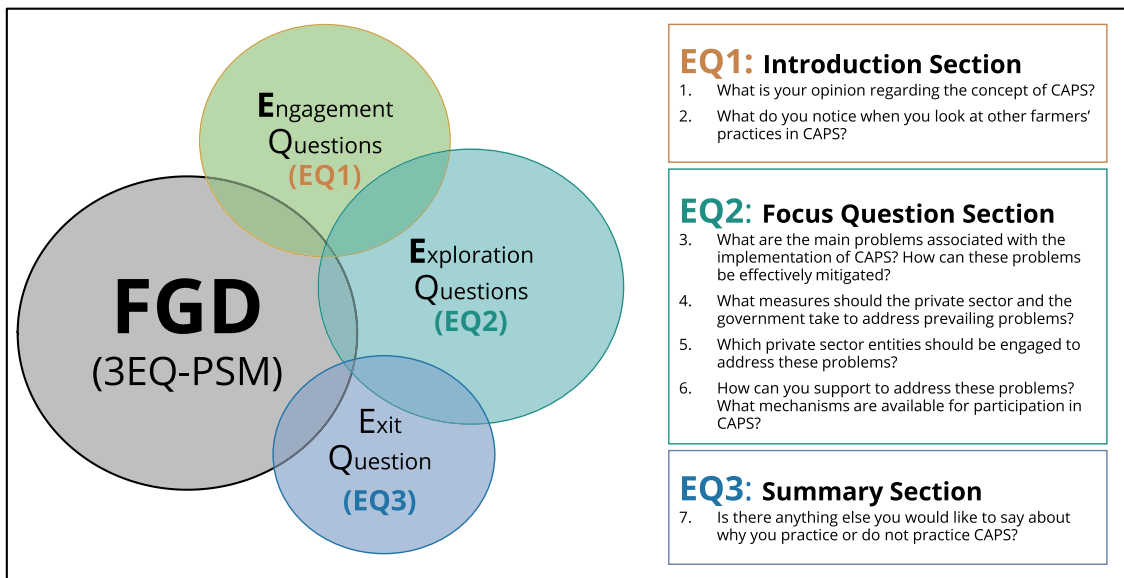 Engagement
Questions
(EQ1)
Exploration
Questions
(EQ2)
FGD
(3EQ-PSM)
Exit
Question
(EQ3)
EQ1: Introduction Section
1. What is your opinion regarding the concept of CAPS?
2. What do you notice when you look at other farmers’
practices in CAPS?
EQ2: Focus Question Section
3. What are the main problems associated with the
implementation of CAPS? How can these problems
be effectively mitigated?
4. What measures should the private sector and the
government take to address prevailing problems?
5. Which private sector entities should be engaged to
address these problems?
6. How can you support to address these problems?
What mechanisms are available for participation in
CAPS?
EQ3: Summary Section
7. Is there anything else you would like to say about
why you practice or do not practice CAPS?